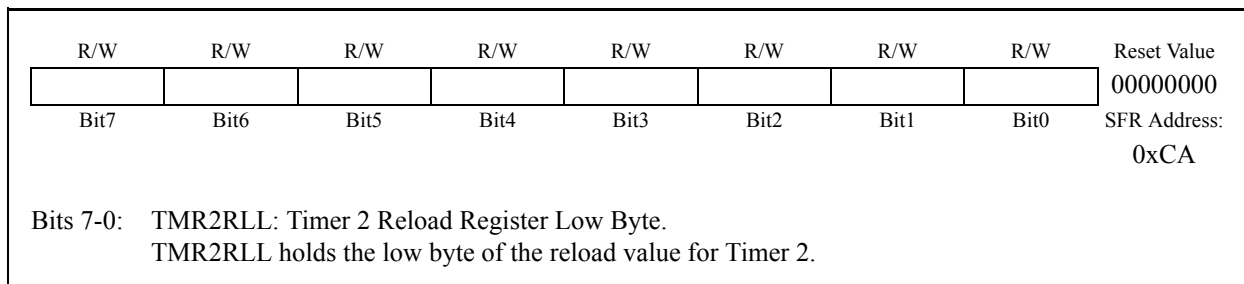 R/W R/W R/W R/W R/W R/W R/W R/W Reset Value
00000000
Bit7 Bit6 Bit5 Bit4 Bit3 Bit2 Bit1 Bit0 SFR Address:
0xCA
Bits 7-0: TMR2RLL: Timer 2 Reload Register Low Byte.
TMR2RLL holds the low byte of the reload value for Timer 2.